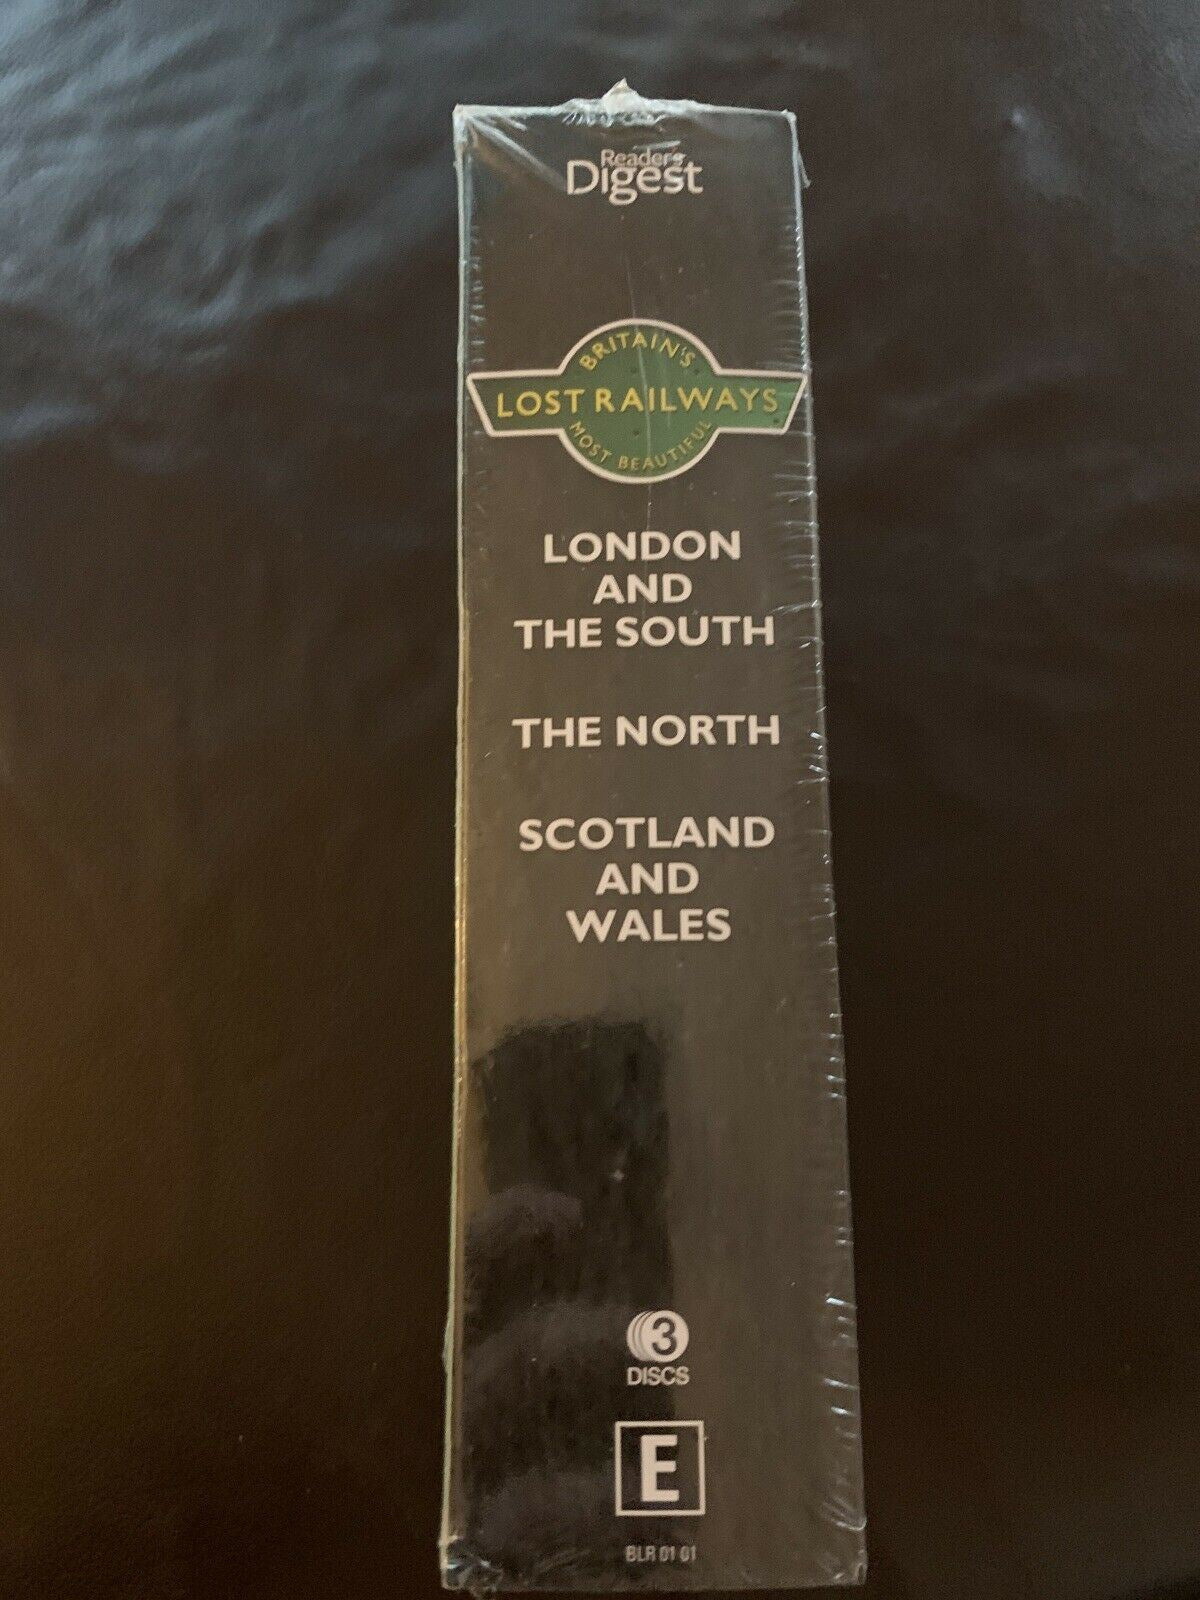 Reader's
Digest
BRITAIN'S
LOST RAILWAYS
MOST BEAUTIFUL
LONDON
AND
THE SOUTH
THE NORTH
SCOTLAND
AND
WALES
3
DISCS
E
BLR 01 01